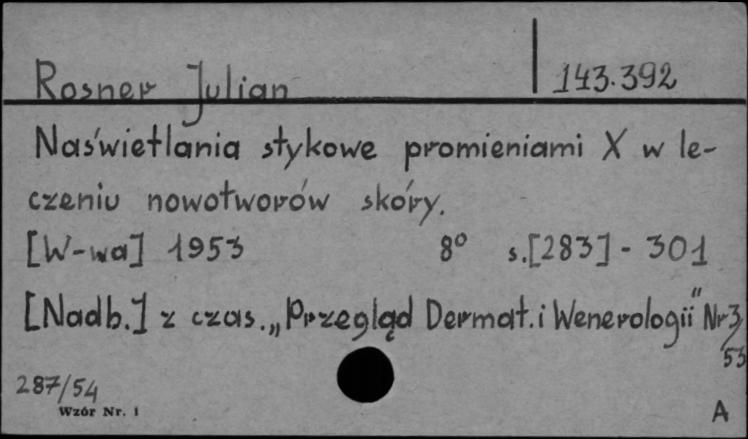 Rosner Julian 143.392
Naświetlania stykowe promieniami X w le-
czeniu nowotworów skóry.
[W-wa] 1953 8° s.[283] - 301
[Nadb.] z czas. „Przegląd Dermat. i Wenerologii" Nr 3/
53
287/54
Wzór Nr. 1
A